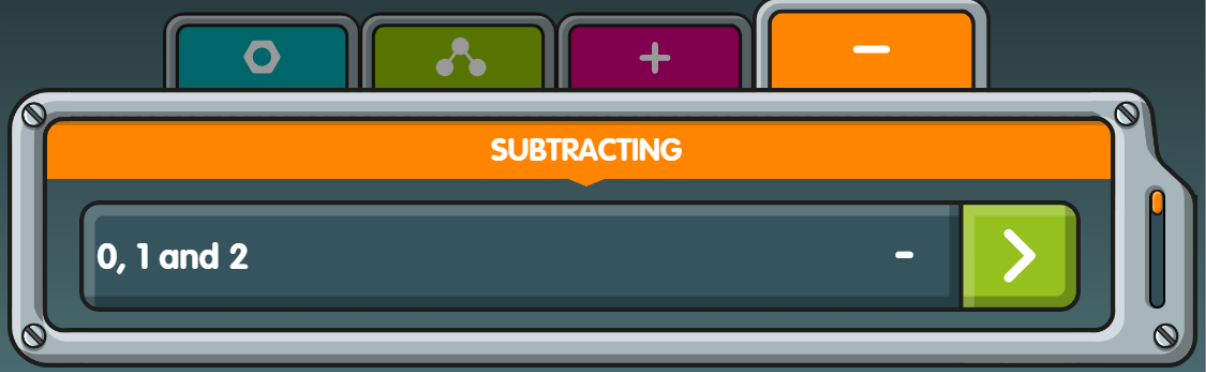 SUBTRACTING
0, 1 and 2 -